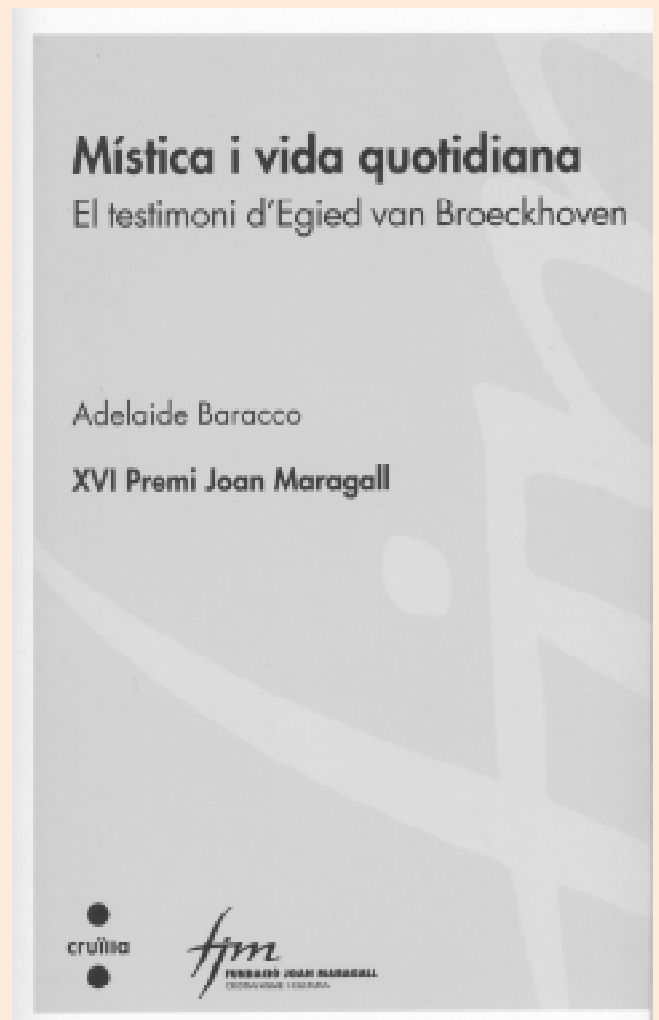 Mística i vida quotidiana
El testimoni d'Egied van Broeckhoven
Adelaide Baracco
XVI Premi Joan Maragall
cruïlla
fjm
FUNDACIÓ JOAN MARAGALL